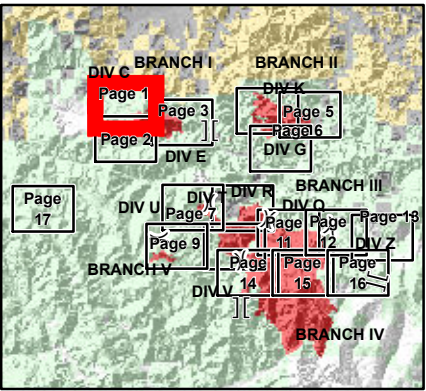 BRANCH I
BRANCH II
DIV C
DIV K
Page 1
Page 3
Page 5
Page 6
Page 2
DIV E
DIV G
BRANCH III
Page
17
DIV T
DIV R
DIV U
Page 7
DIV O
Page 13
Page
11
Page
12
Page 9
DIV Z
BRANCH V
Page
14
Page
15
Page
16
DIV V
][
BRANCH IV